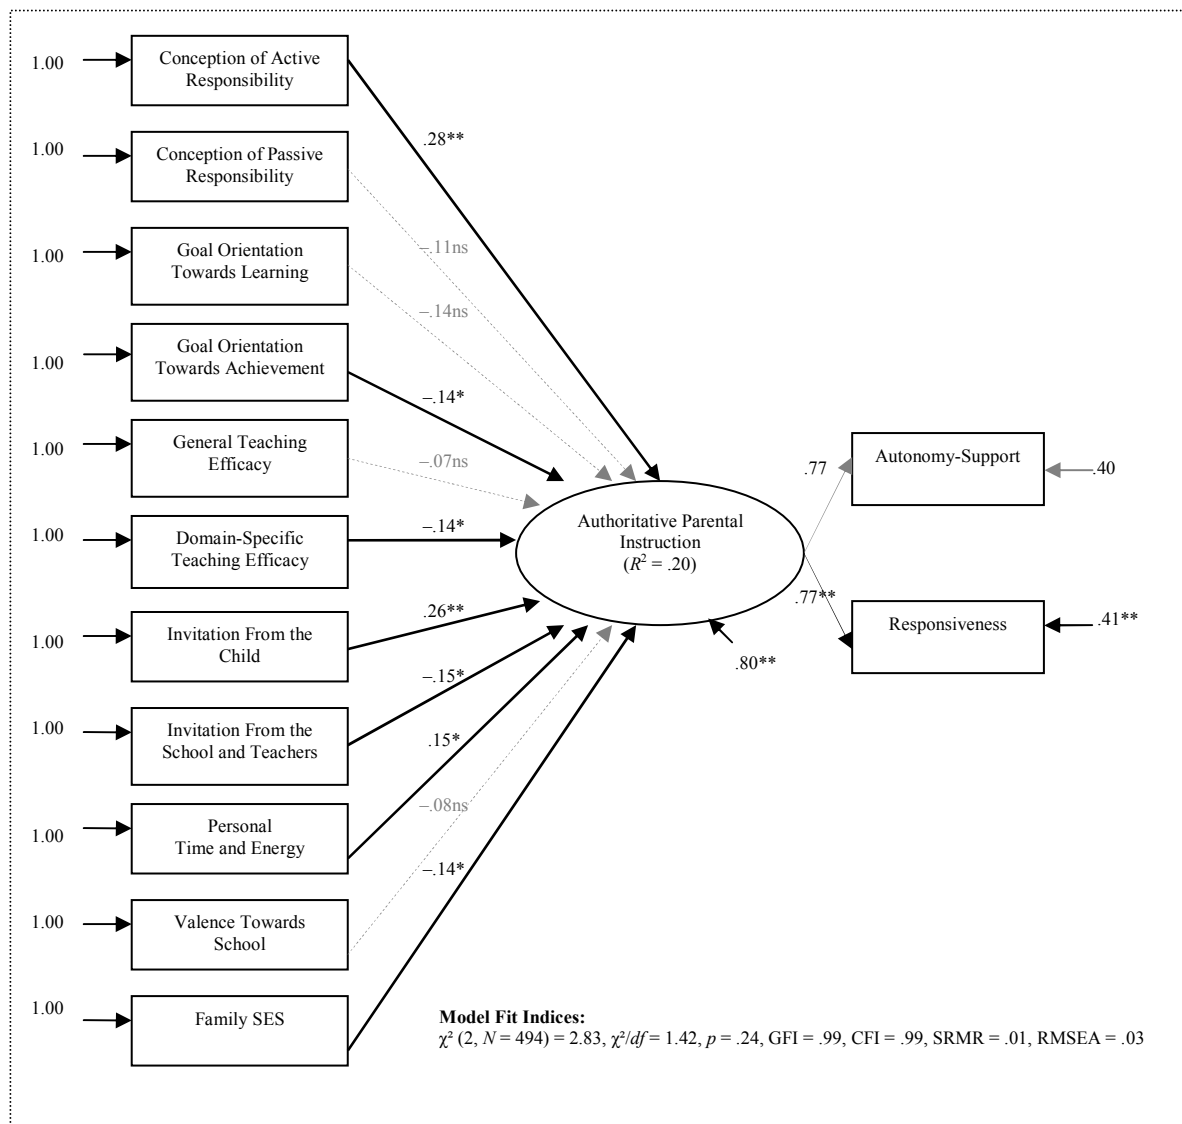 1.00
Conception of Active
Responsibility
.28**
1.00
Conception of Passive
Responsibility
–.11ns
1.00
Goal Orientation
Towards Learning
–.14ns
1.00
Goal Orientation
Towards Achievement
–.14*
1.00
General Teaching
Efficacy
–.07ns
1.00
Domain-Specific
Teaching Efficacy
–.14*
1.00
Invitation From the
Child
.26**
1.00
Invitation From the
School and Teachers
–.15*
1.00
Personal
Time and Energy
.15*
1.00
Valence Towards
School
–.08ns
1.00
Family SES
–.14*
Authoritative Parental
Instruction
(R² = .20)
.80**
.77
Autonomy-Support
.40
.77**
Responsiveness
.41**
Model Fit Indices:
χ² (2, N = 494) = 2.83, χ²/df = 1.42, p = .24, GFI = .99, CFI = .99, SRMR = .01, RMSEA = .03